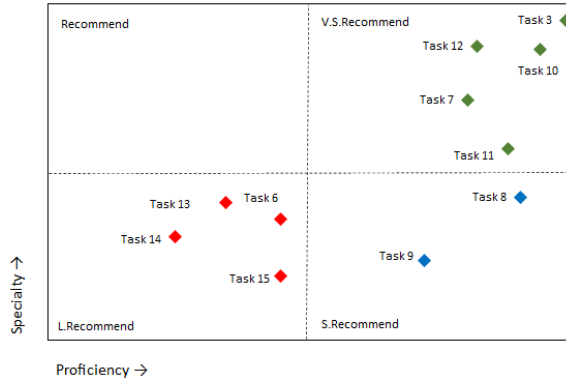 Recommend
V.S.Recommend
Task 3
Task 12
Task 10
Task 7
Task 11
Task 13
Task 6
Task 8
Task 14
Task 9
Task 15
L.Recommend
S.Recommend
Specialty →
Proficiency →